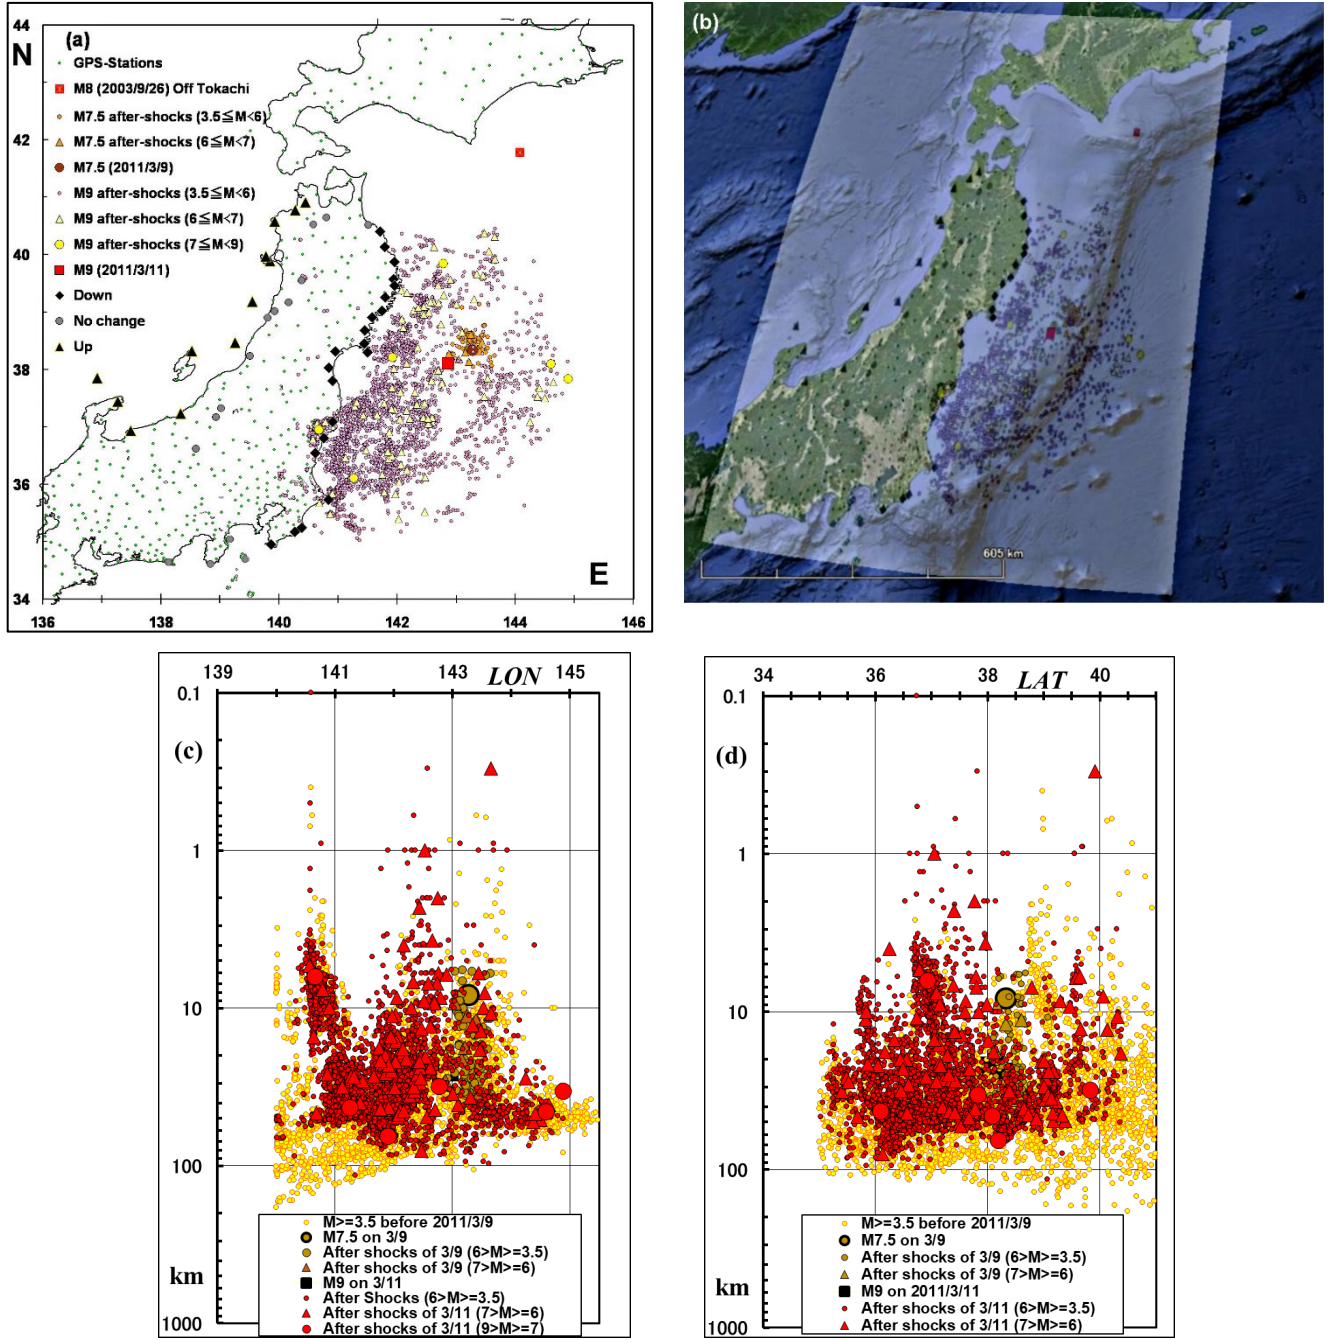 44
(a)
N
GPS-Stations
M8 (2003/9/26) Off Tokachi
M7.5 after-shocks (3.5≦M<6)
42
M7.5 after-shocks (6≦M<7)
M7.5 (2011/3/9)
M9 after-shocks (3.5≦M<6)
M9 after-shocks (6≦M<7)
40
M9 after-shocks (7≦M<9)
M9 (2011/3/11)
Down
No change
Up
38
36
E
34
136 138 140 142 144 146
(b)
605 km
139 141 143 LON 145
0.1
(c)
1
10
100
M>=3.5 before 2011/3/9
M7.5 on 3/9
After shocks of 3/9 (6>M>=3.5)
After shocks of 3/9 (7>M>=6)
km
M9 on 3/11
After Shocks (6>M>=3.5)
After shocks of 3/11 (7>M>=6)
After shocks of 3/11 (9>M>=7)
1000
34 36 38 LAT 40
0.1
(d)
1
10
100
M>=3.5 before 2011/3/9
M7.5 on 3/9
After shocks of 3/9 (6>M>=3.5)
After shocks of 3/9 (7>M>=6)
km
M9 on 2011/3/11
After shocks of 3/11 (6>M>=3.5)
After shocks of 3/11 (7>M>=6)
1000